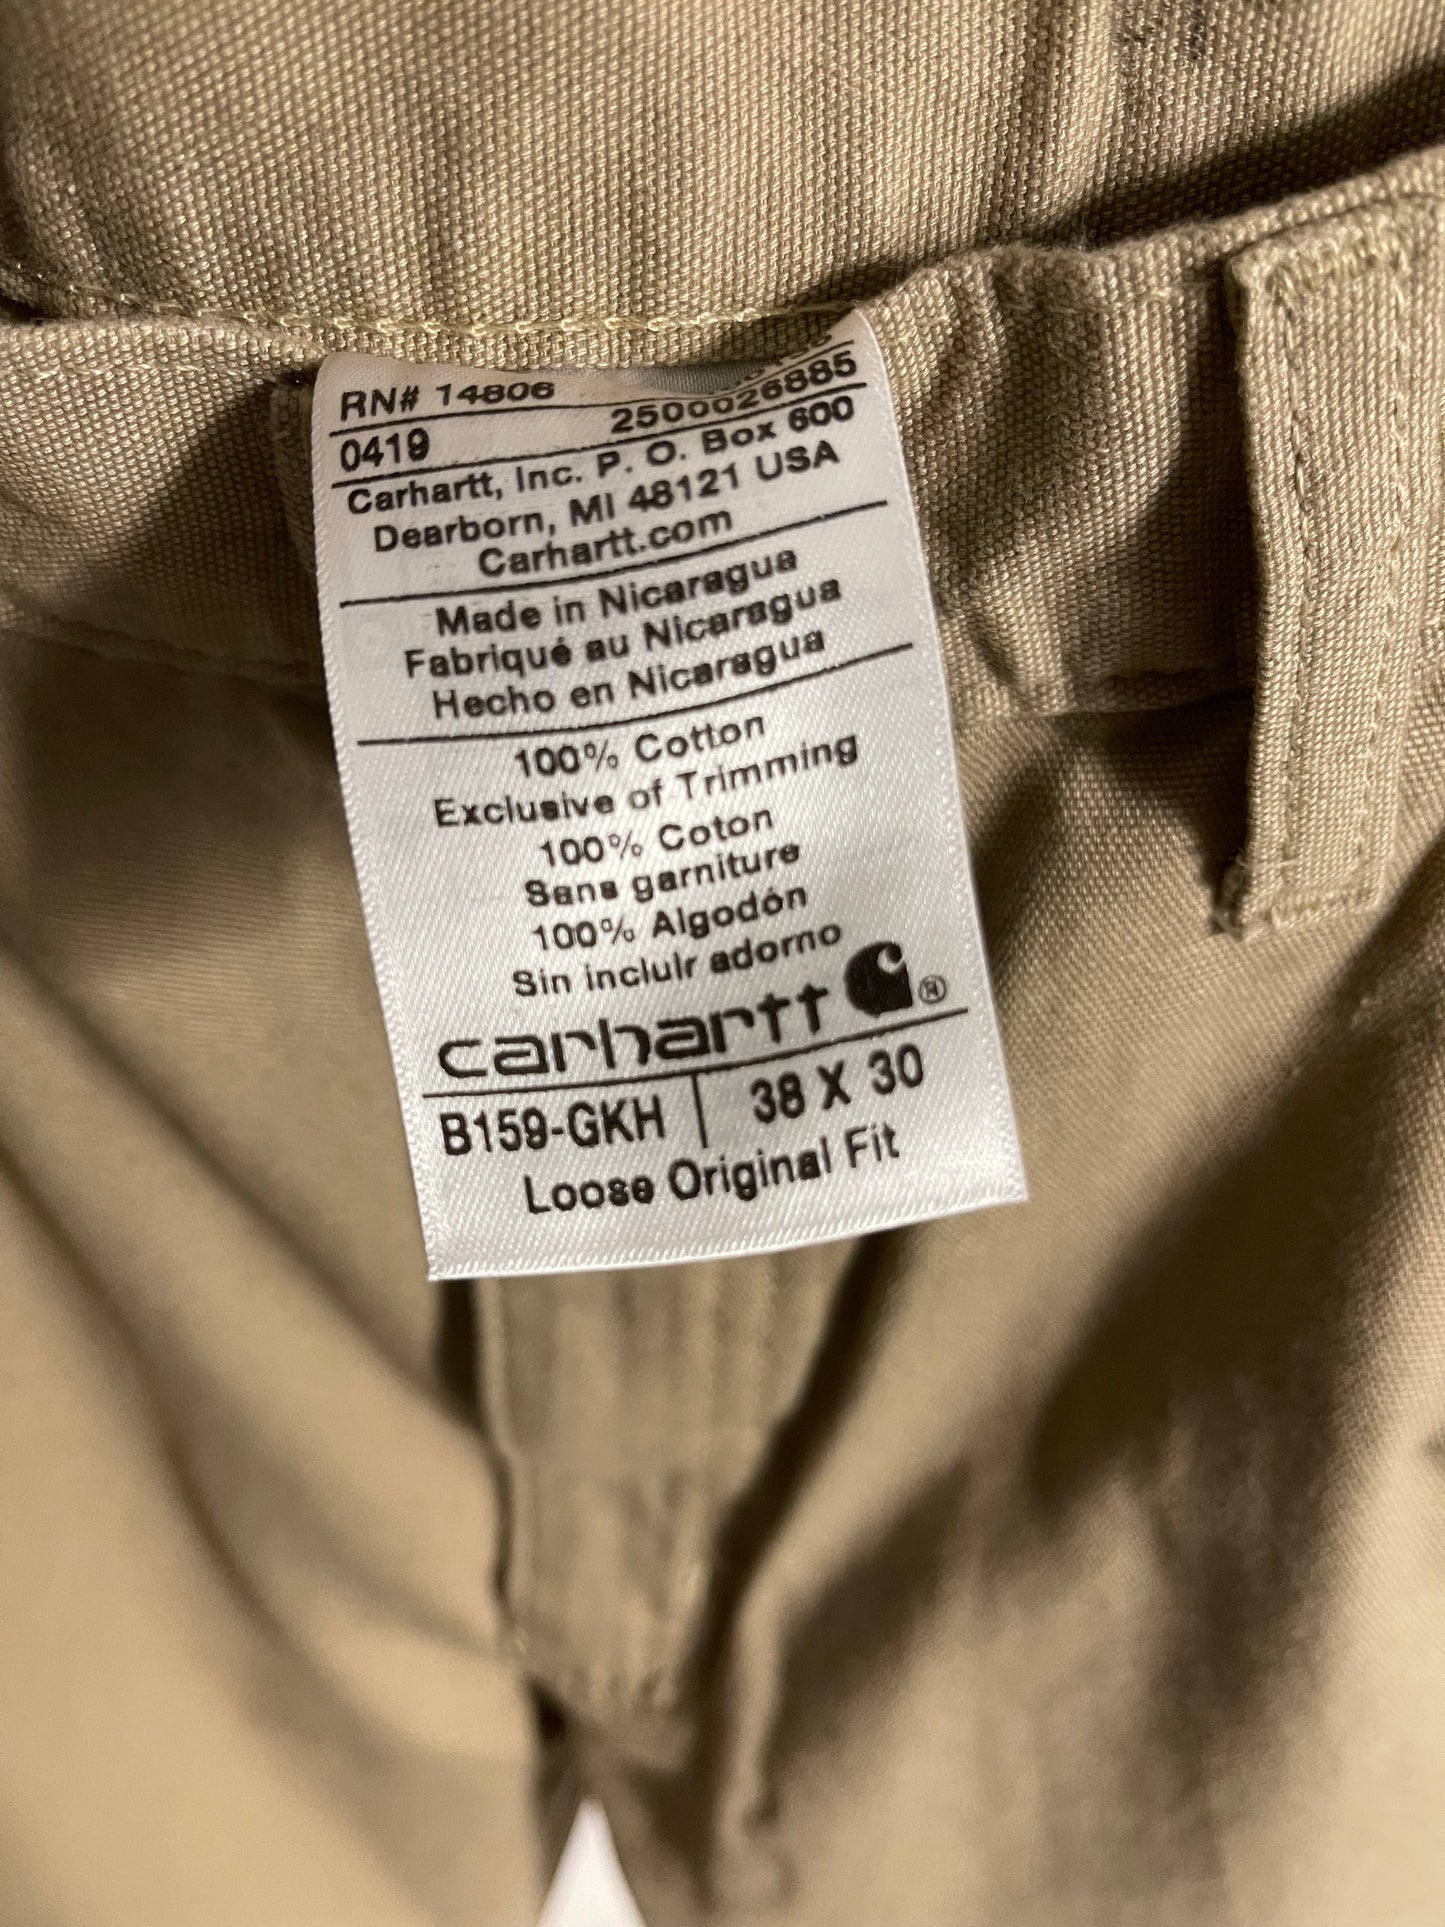 RN# 14806
0419 2500026885
Carhartt, Inc. P. O. Box 600
Dearborn, MI 48121 USA
Carhartt.com
Made in Nicaragua
Fabriqué au Nicaragua
Hecho en Nicaragua
100% Cotton
Exclusive of Trimming
100% Coton
Sans garniture
100% Algodón
Sin incluir adorno
carhartt ®
B159-GKH | 38 X 30
Loose Original Fit